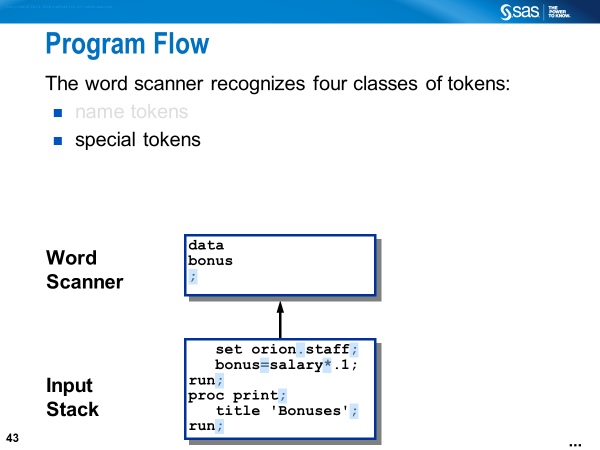 sas THE POWER TO KNOW.
Program Flow
The word scanner recognizes four classes of tokens:
name tokens
special tokens
Word
Scanner
data
bonus
;
Input
Stack
set orion.staff;
bonus=salary*.1;
run;
proc print;
title 'Bonuses';
run;
43
...